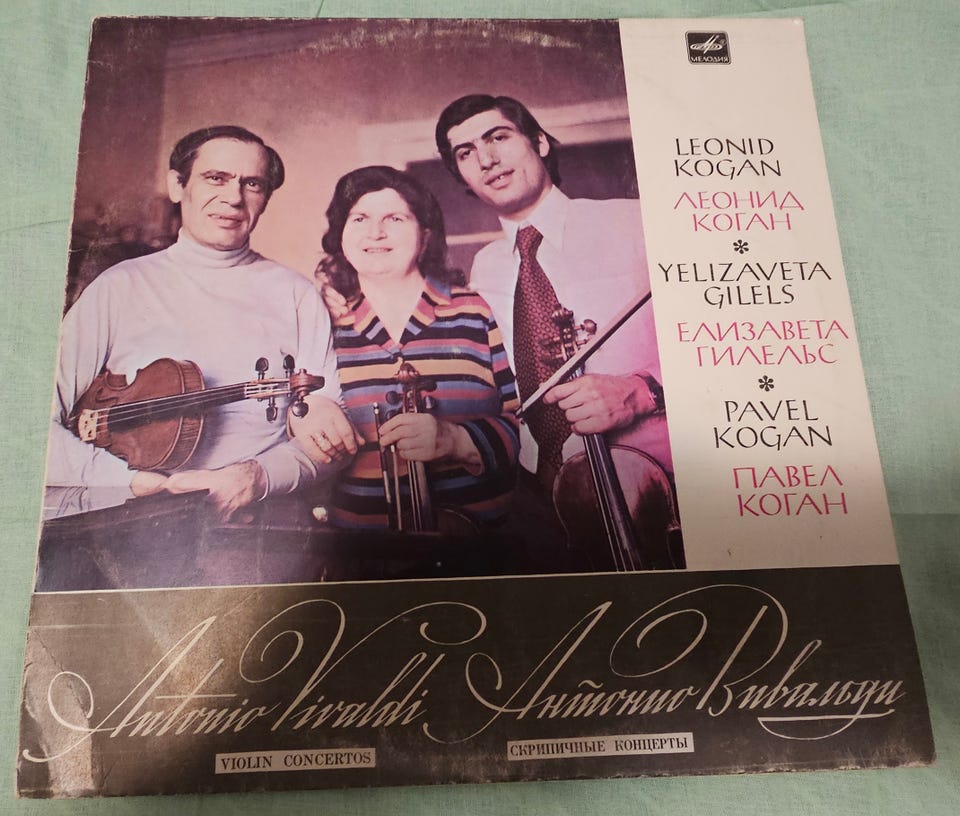 МЕЛОДИЯ
LEONID
KOGAN
ЛЕОНИД
КОГАН
*
YELIZAVETA
GILELS
ЕЛИЗАВЕТА
ГИЛЕЛЬС
*
PAVEL
KOGAN
ПАВЕЛ
КОГАН
Antonio Vivaldi Антонио Вивальди
VIOLIN CONCERTOS СКРИПИЧНЫЕ КОНЦЕРТЫ